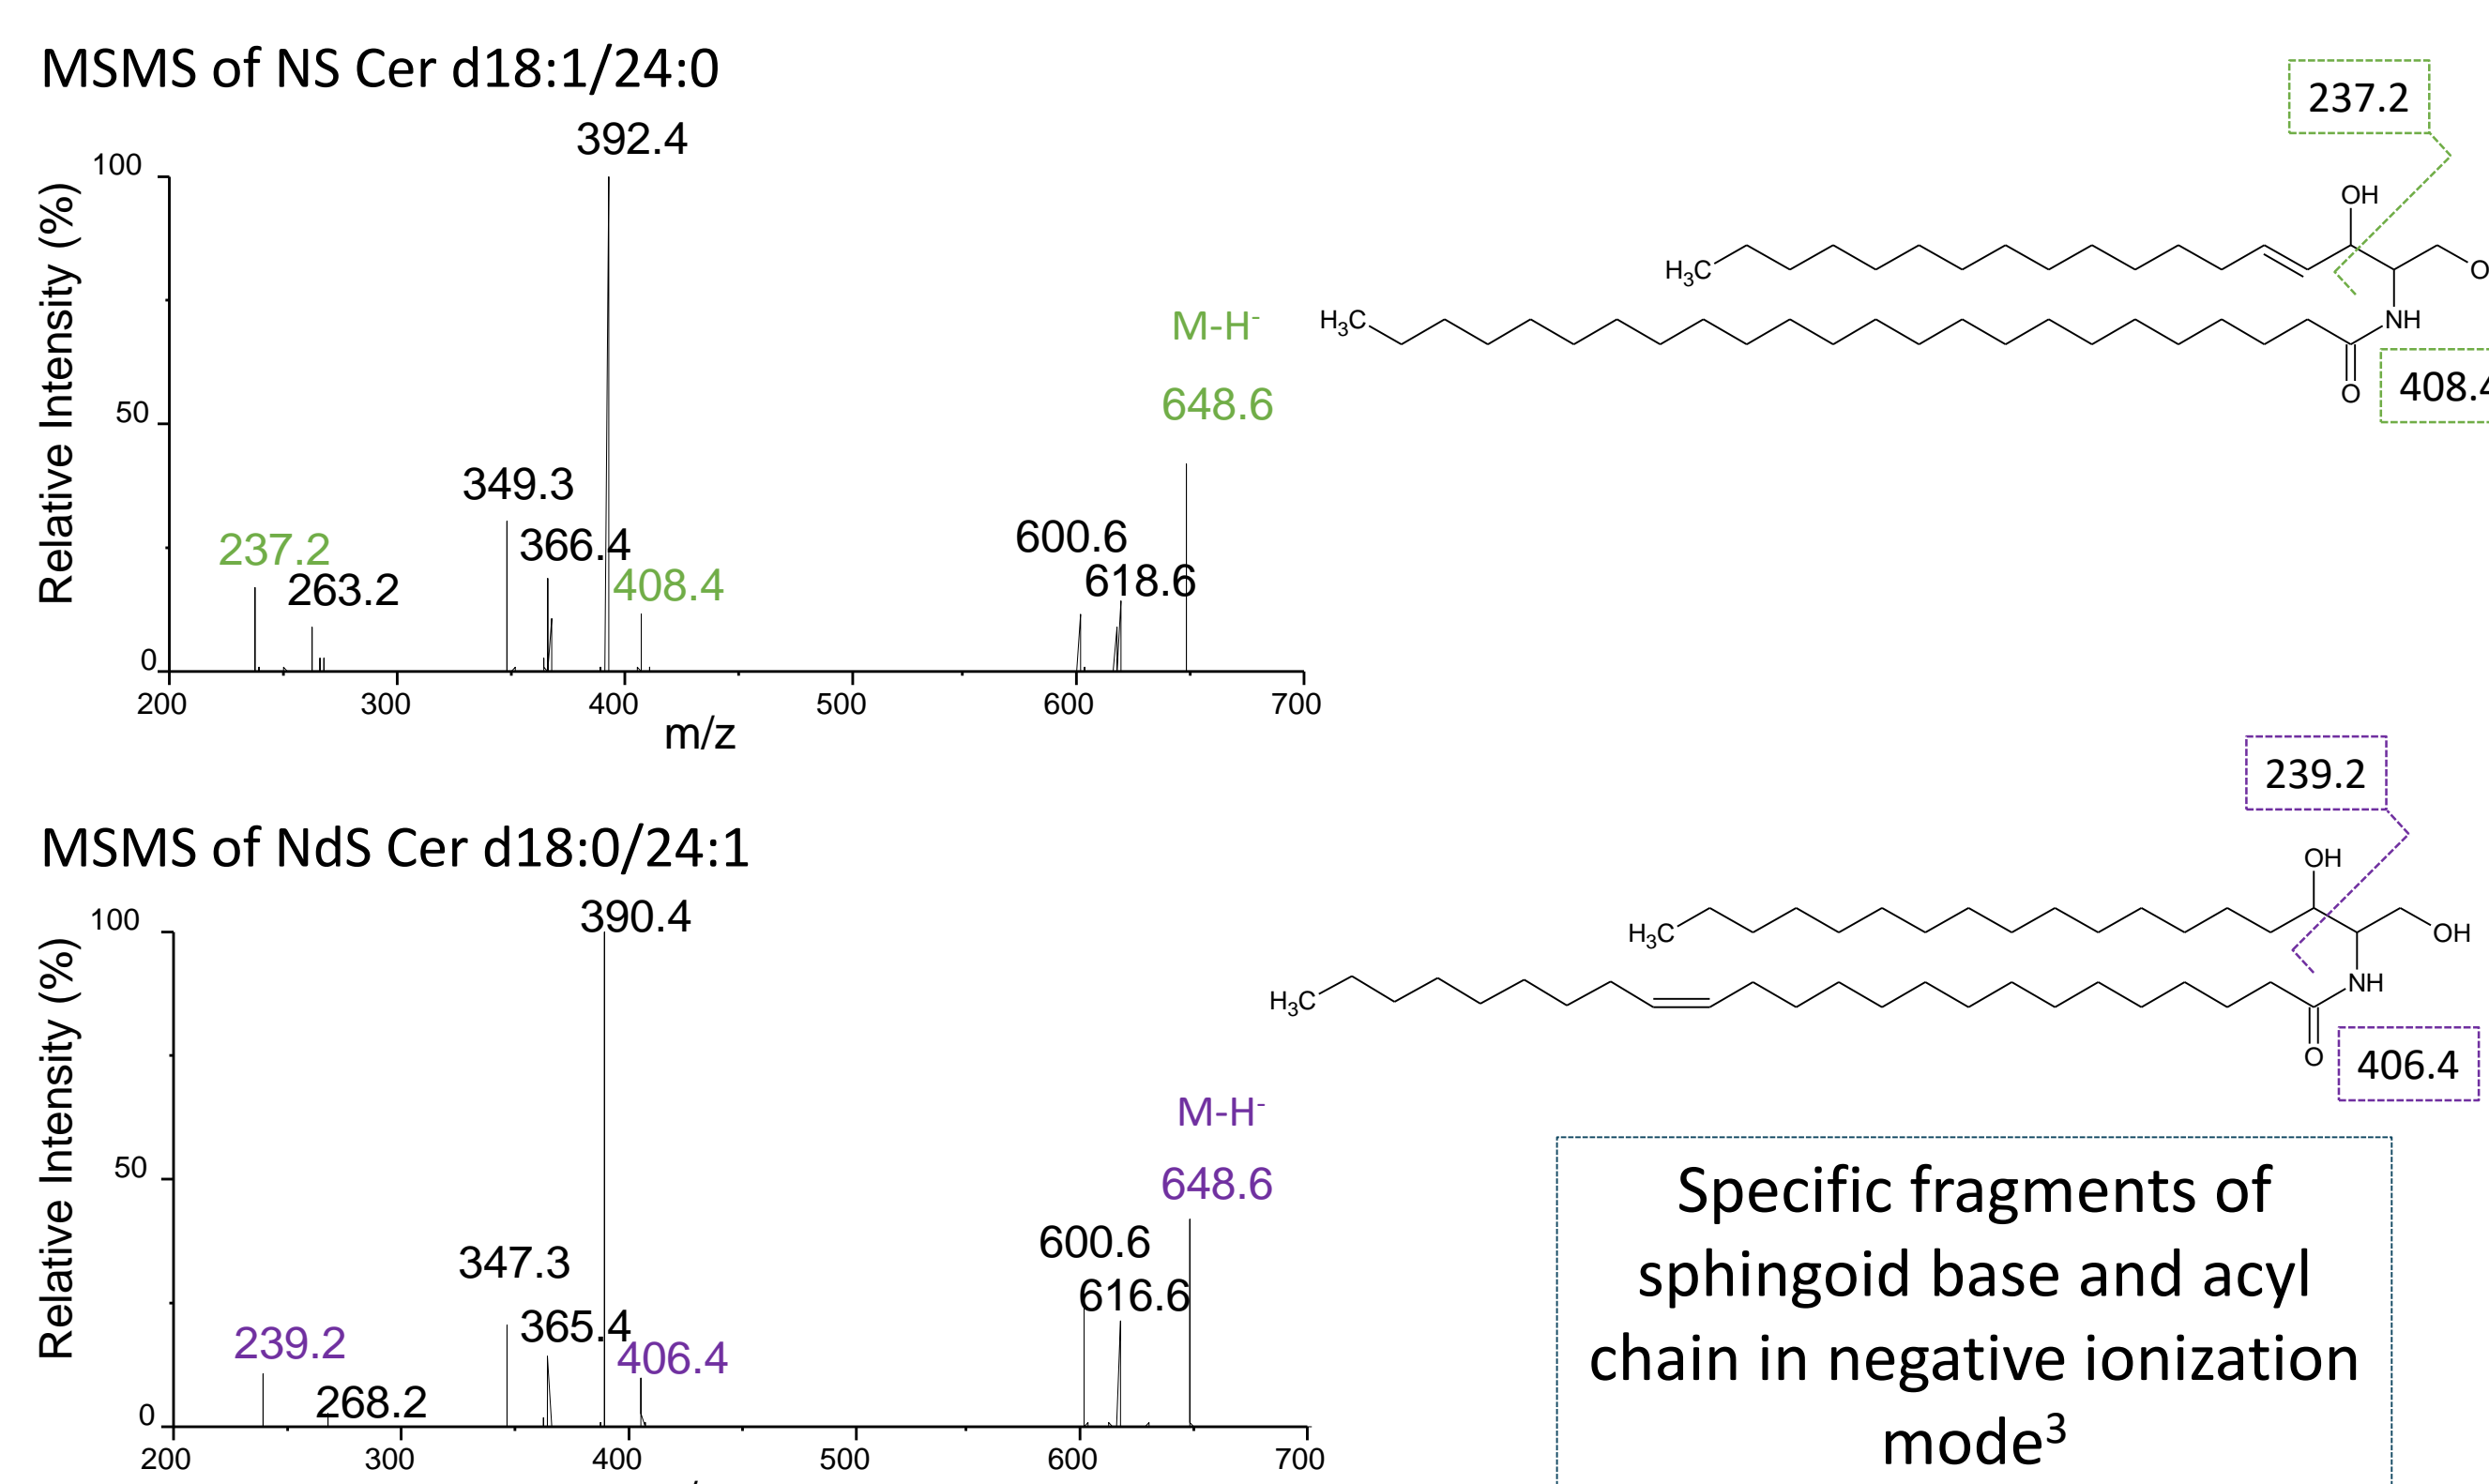 MSMS of NS Cer d18:1/24:0
392.4
100
Relative Intensity (%)
M-H-
648.6
50
349.3
366.4
237.2
263.2
408.4
600.6
618.6
0
200 300 400 500 600 700
m/z
237.2
OH
H3C
O
H3C
NH
O
408.4
MSMS of NdS Cer d18:0/24:1
390.4
100
Relative Intensity (%)
M-H-
648.6
50
347.3
365.4
239.2
268.2
406.4
600.6
616.6
0
200 300 400 500 600 700
239.2
OH
H3C
OH
H3C
NH
O
406.4
Specific fragments of
sphingoid base and acyl
chain in negative ionization
mode3